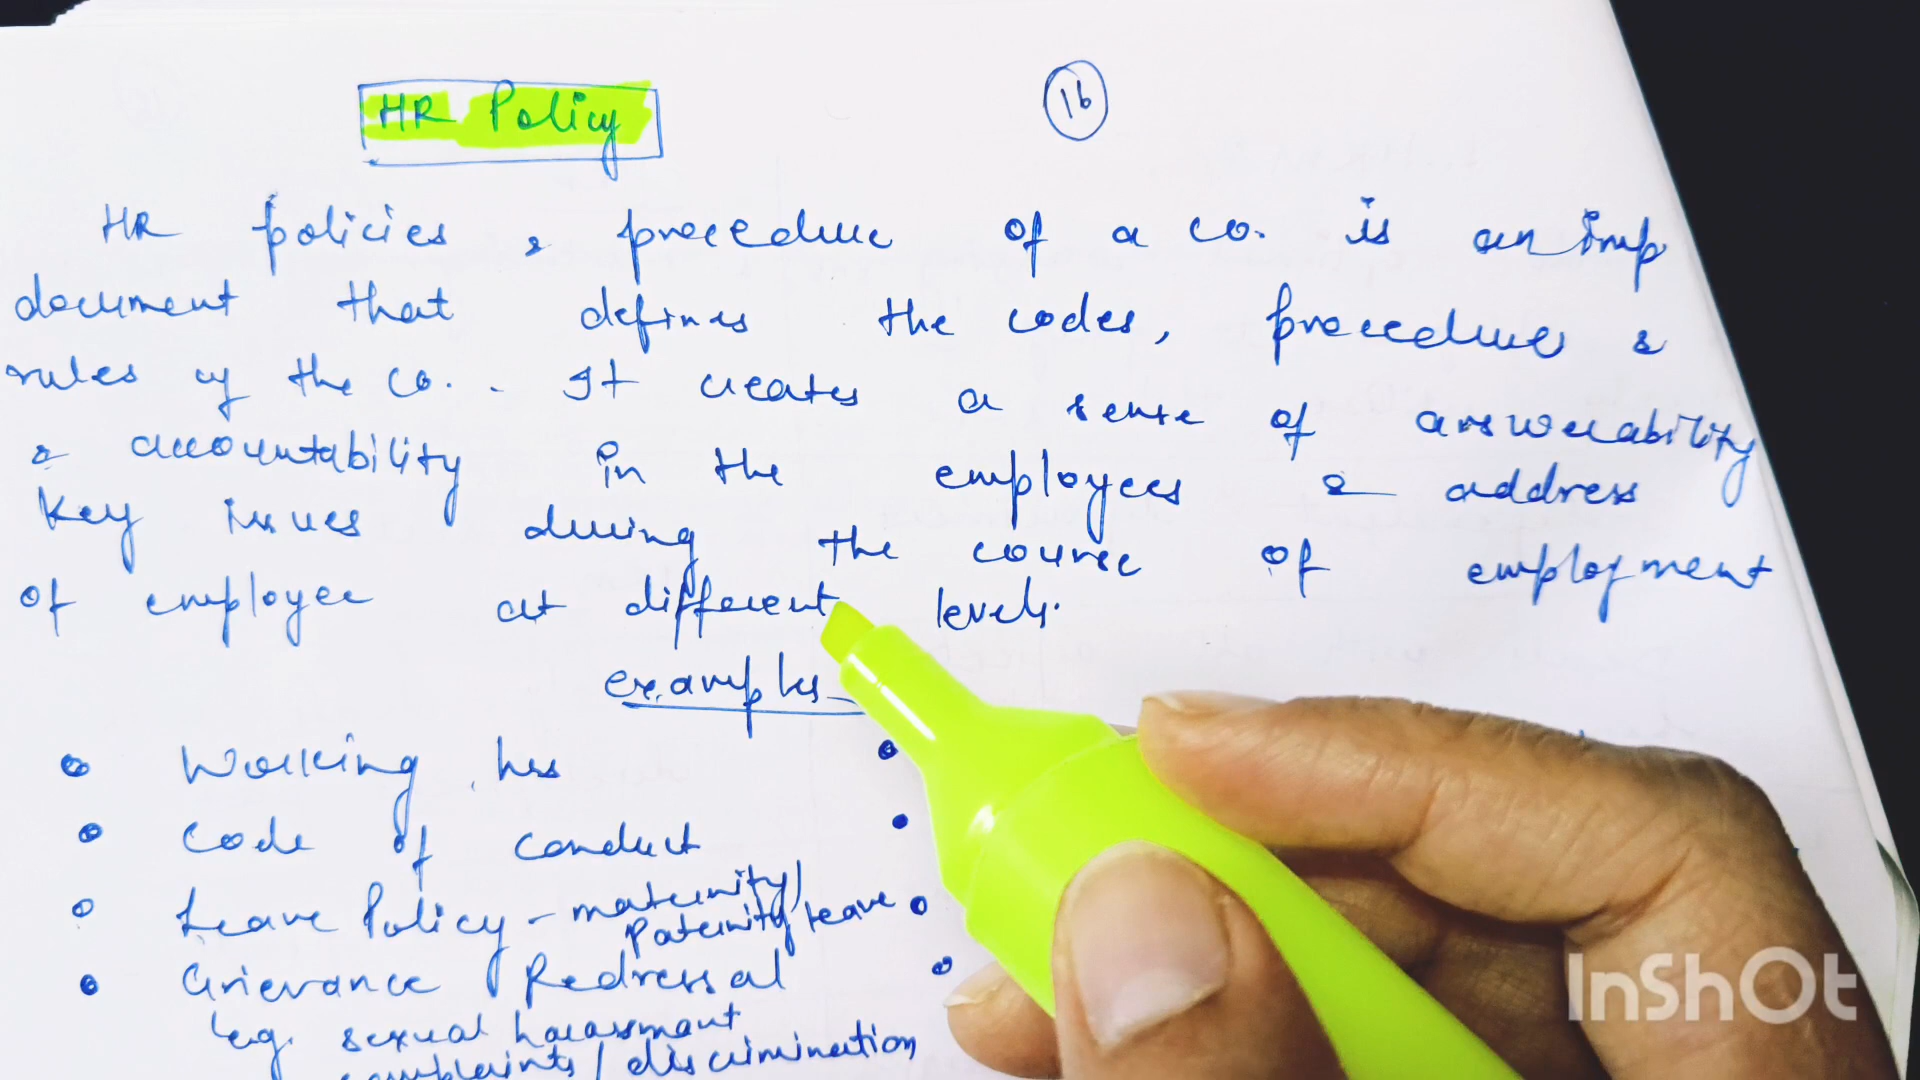 HR Policy
16
HR policies & procedure of a co. is an imp
document that defines the codes, procedures &
rules of the co. . It creates a sense of answerability
& accountability in the employees & address
key issues during the course of employment
of employee at different levels.
examples
• Working hrs
• Code of conduct
• Leave Policy - maternity/
Paternity leave
• Grievance Redressal
eg. sexual harassment
complaints / discrimination
InShOt